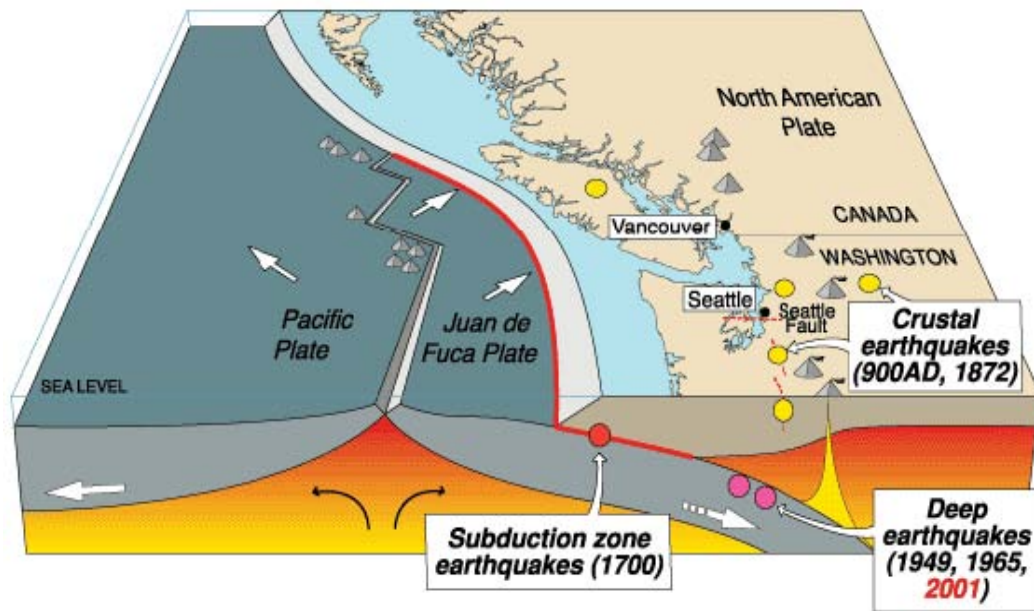 North American
Plate
CANADA
Vancouver
WASHINGTON
Seattle
Seattle
Fault
Pacific
Plate
Juan de
Fuca Plate
Crustal
earthquakes
(900AD, 1872)
SEA LEVEL
Subduction zone
earthquakes (1700)
Deep
earthquakes
(1949, 1965,
2001)